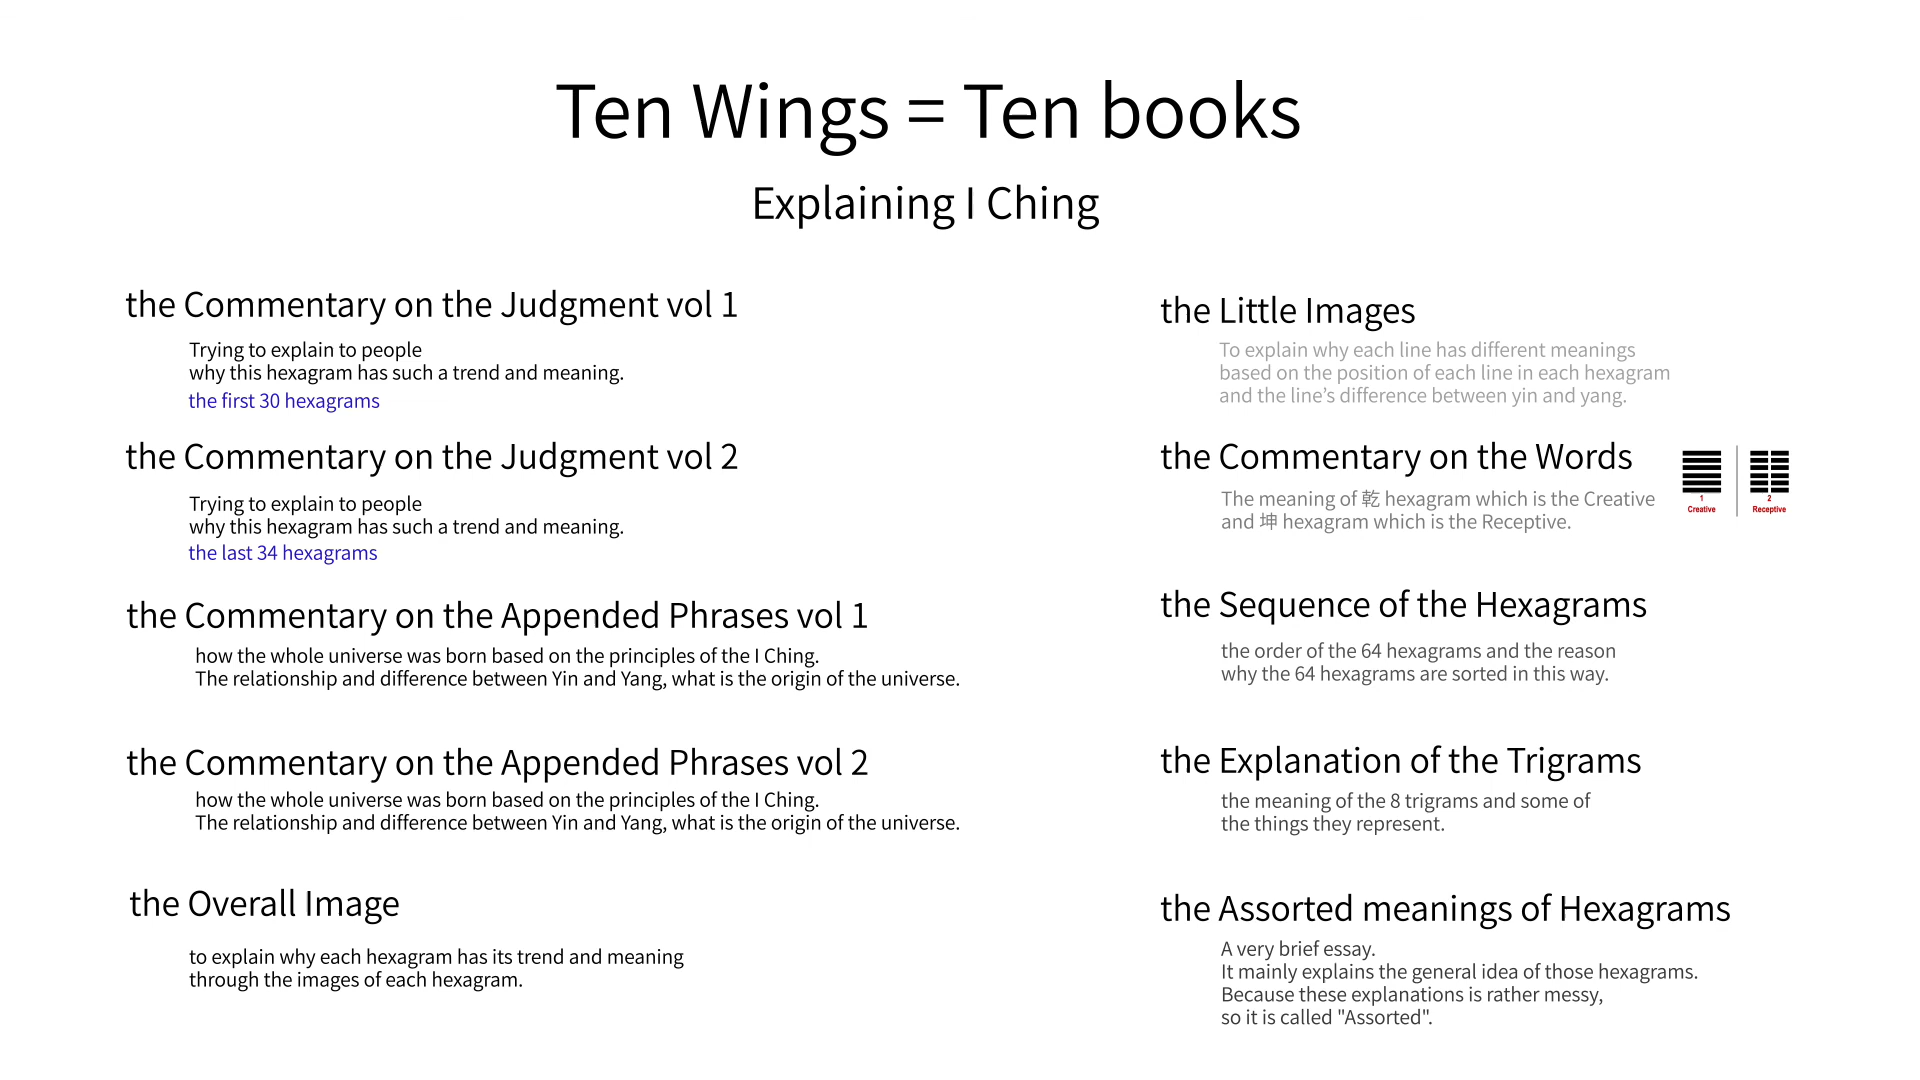 Ten Wings = Ten books
Explaining I Ching
the Commentary on the Judgment vol 1
Trying to explain to people
why this hexagram has such a trend and meaning.
the first 30 hexagrams
the Commentary on the Judgment vol 2
Trying to explain to people
why this hexagram has such a trend and meaning.
the last 34 hexagrams
the Commentary on the Appended Phrases vol 1
how the whole universe was born based on the principles of the I Ching.
The relationship and difference between Yin and Yang, what is the origin of the universe.
the Commentary on the Appended Phrases vol 2
how the whole universe was born based on the principles of the I Ching.
The relationship and difference between Yin and Yang, what is the origin of the universe.
the Overall Image
to explain why each hexagram has its trend and meaning
through the images of each hexagram.
the Little Images
To explain why each line has different meanings
based on the position of each line in each hexagram
and the line’s difference between yin and yang.
the Commentary on the Words
The meaning of 乾 hexagram which is the Creative
and 坤 hexagram which is the Receptive.
1
Creative
2
Receptive
the Sequence of the Hexagrams
the order of the 64 hexagrams and the reason
why the 64 hexagrams are sorted in this way.
the Explanation of the Trigrams
the meaning of the 8 trigrams and some of
the things they represent.
the Assorted meanings of Hexagrams
A very brief essay.
It mainly explains the general idea of those hexagrams.
Because these explanations is rather messy,
so it is called "Assorted".